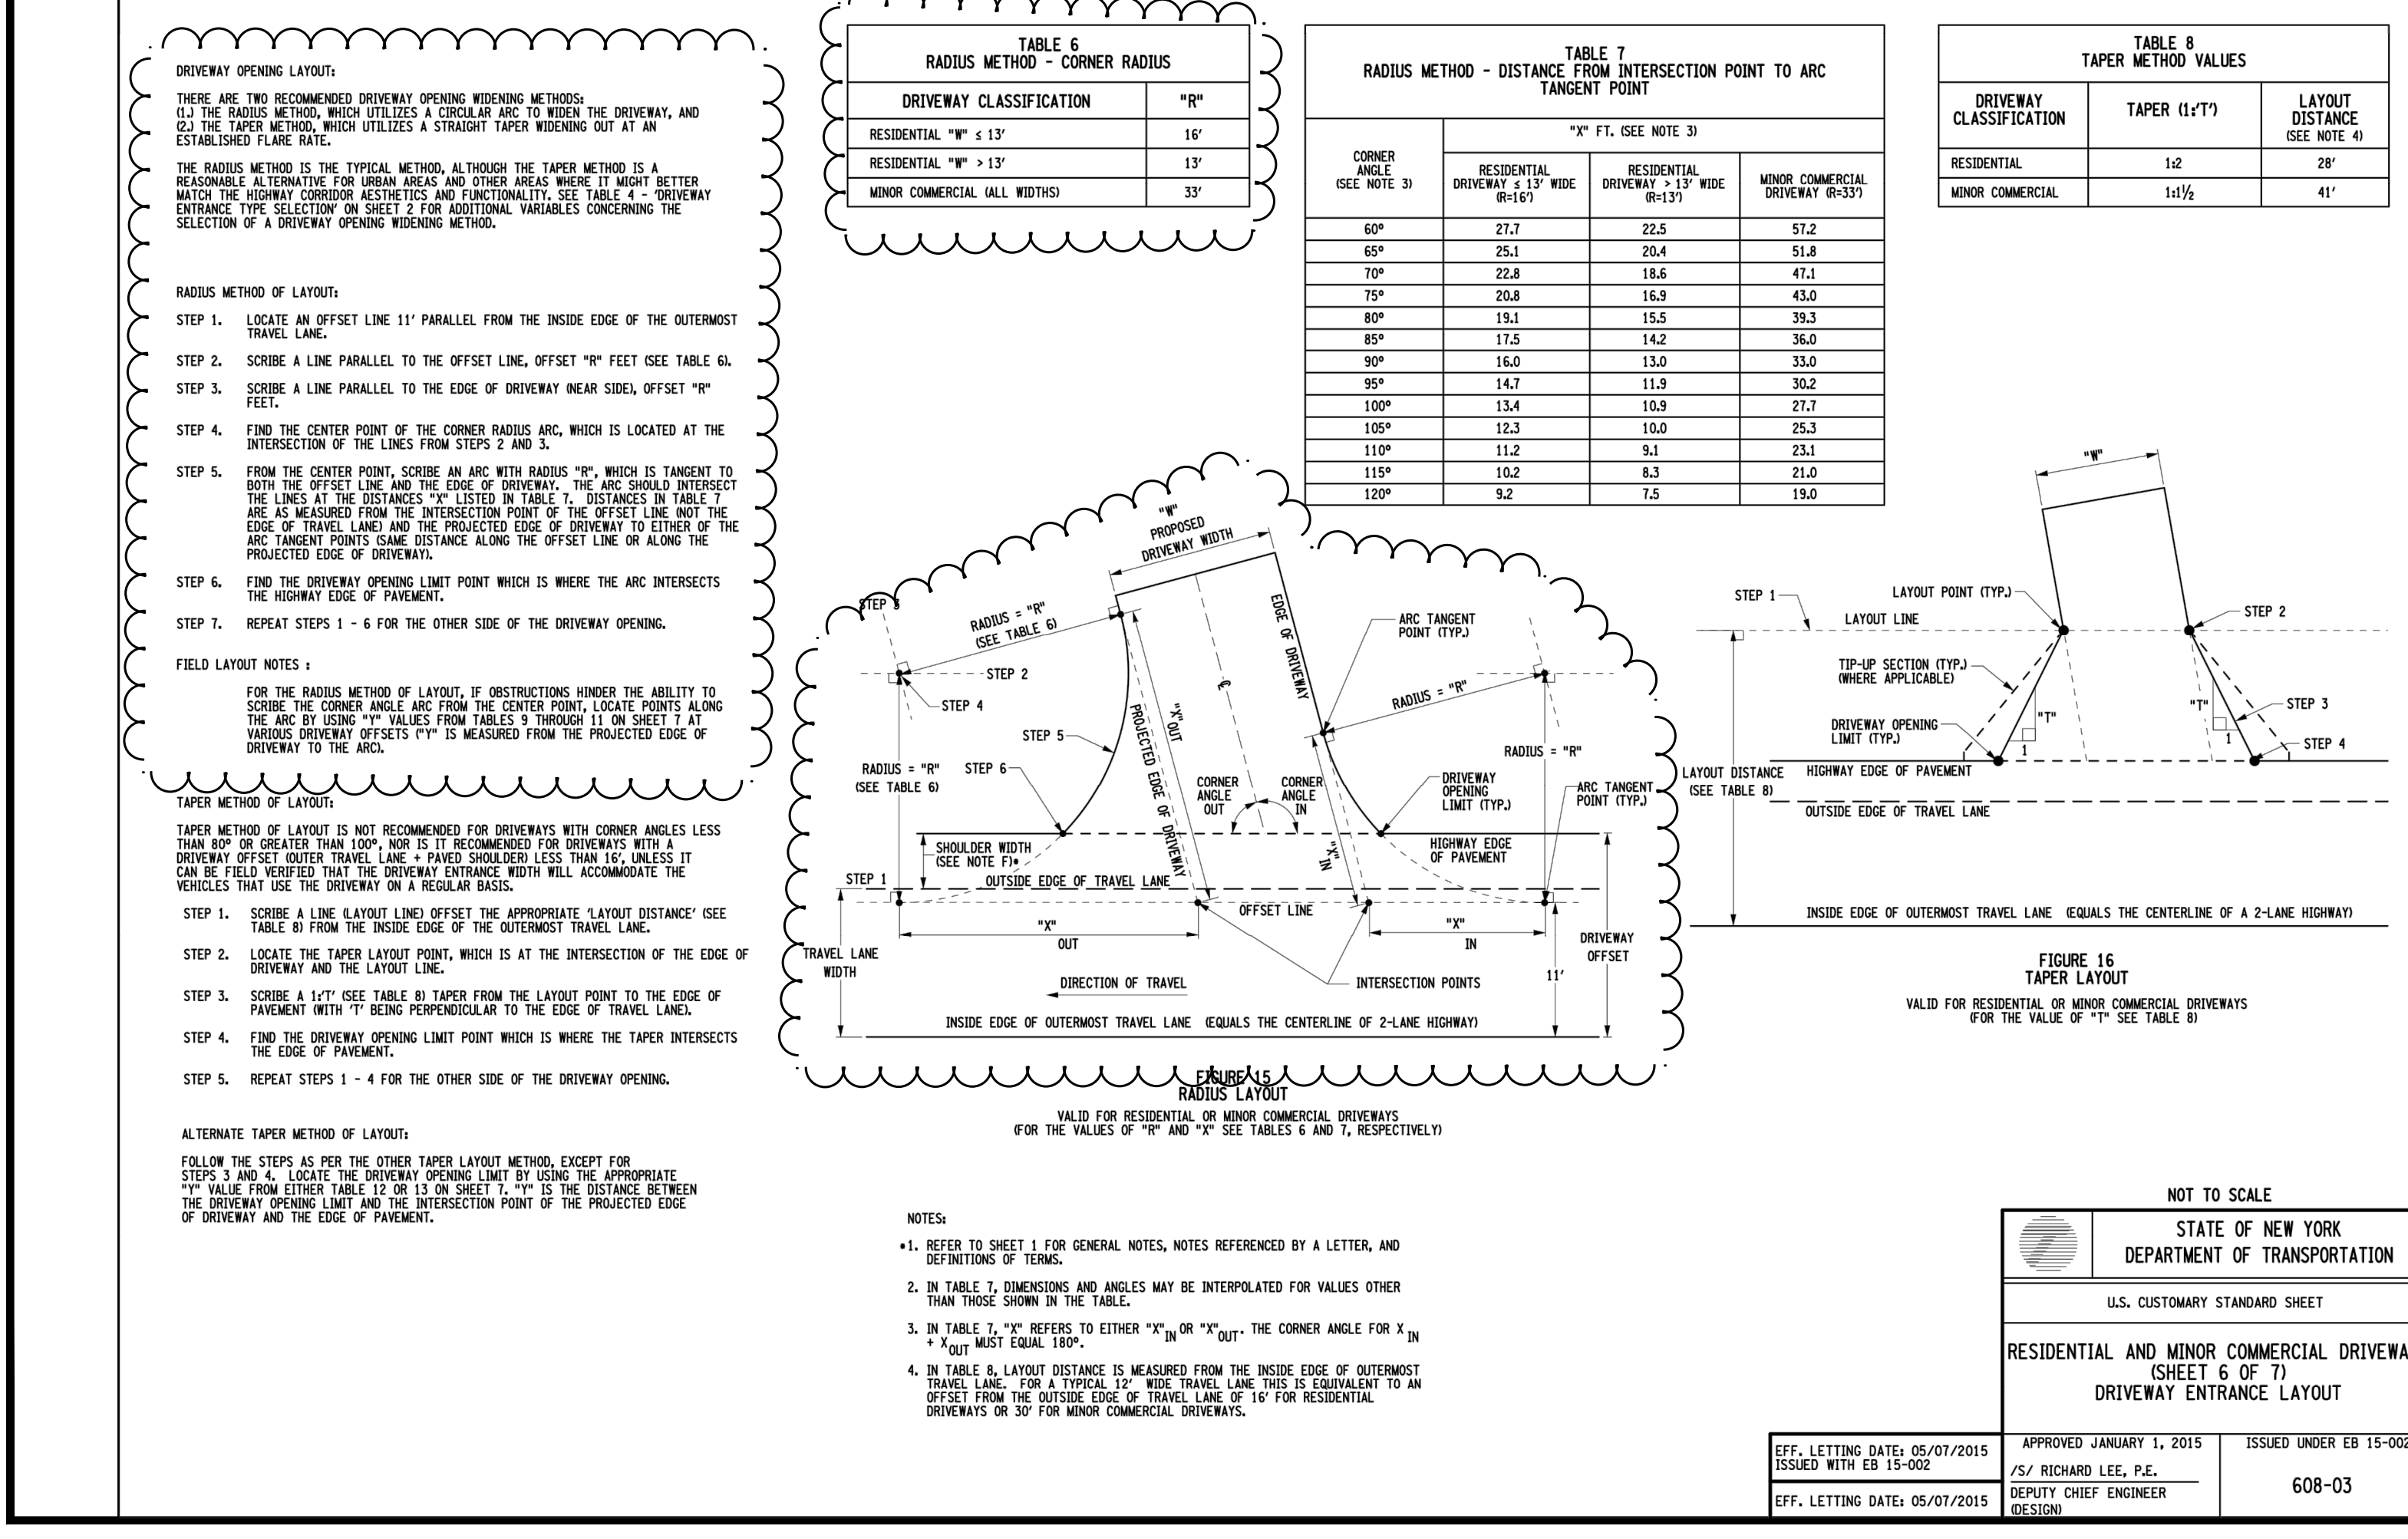 DRIVEWAY OPENING LAYOUT:
THERE ARE TWO RECOMMENDED DRIVEWAY OPENING WIDENING METHODS:
(1.) THE RADIUS METHOD, WHICH UTILIZES A CIRCULAR ARC TO WIDEN THE DRIVEWAY, AND
(2.) THE TAPER METHOD, WHICH UTILIZES A STRAIGHT TAPER WIDENING OUT AT AN
ESTABLISHED FLARE RATE.
THE RADIUS METHOD IS THE TYPICAL METHOD, ALTHOUGH THE TAPER METHOD IS A
REASONABLE ALTERNATIVE FOR URBAN AREAS AND OTHER AREAS WHERE IT MIGHT BETTER
MATCH THE HIGHWAY CORRIDOR AESTHETICS AND FUNCTIONALITY. SEE TABLE 4 - 'DRIVEWAY
ENTRANCE TYPE SELECTION' ON SHEET 2 FOR ADDITIONAL VARIABLES CONCERNING THE
SELECTION OF A DRIVEWAY OPENING WIDENING METHOD.
RADIUS METHOD OF LAYOUT:
STEP 1. LOCATE AN OFFSET LINE 11' PARALLEL FROM THE INSIDE EDGE OF THE OUTERMOST
TRAVEL LANE.
STEP 2. SCRIBE A LINE PARALLEL TO THE OFFSET LINE, OFFSET "R" FEET (SEE TABLE 6).
STEP 3. SCRIBE A LINE PARALLEL TO THE EDGE OF DRIVEWAY (NEAR SIDE), OFFSET "R"
FEET.
STEP 4. FIND THE CENTER POINT OF THE CORNER RADIUS ARC, WHICH IS LOCATED AT THE
INTERSECTION OF THE LINES FROM STEPS 2 AND 3.
STEP 5. FROM THE CENTER POINT, SCRIBE AN ARC WITH RADIUS "R", WHICH IS TANGENT TO
BOTH THE OFFSET LINE AND THE EDGE OF DRIVEWAY. THE ARC SHOULD INTERSECT
THE LINES AT THE DISTANCES "X" LISTED IN TABLE 7. DISTANCES IN TABLE 7
ARE AS MEASURED FROM THE INTERSECTION POINT OF THE OFFSET LINE (NOT THE
EDGE OF TRAVEL LANE) AND THE PROJECTED EDGE OF DRIVEWAY TO EITHER OF THE
ARC TANGENT POINTS (SAME DISTANCE ALONG THE OFFSET LINE OR ALONG THE
PROJECTED EDGE OF DRIVEWAY).
STEP 6. FIND THE DRIVEWAY OPENING LIMIT POINT WHICH IS WHERE THE ARC INTERSECTS
THE HIGHWAY EDGE OF PAVEMENT.
STEP 7. REPEAT STEPS 1 - 6 FOR THE OTHER SIDE OF THE DRIVEWAY OPENING.
FIELD LAYOUT NOTES :
FOR THE RADIUS METHOD OF LAYOUT, IF OBSTRUCTIONS HINDER THE ABILITY TO
SCRIBE THE CORNER ANGLE ARC FROM THE CENTER POINT, LOCATE POINTS ALONG
THE ARC BY USING "Y" VALUES FROM TABLES 9 THROUGH 11 ON SHEET 7 AT
VARIOUS DRIVEWAY OFFSETS ("Y" IS MEASURED FROM THE PROJECTED EDGE OF
DRIVEWAY TO THE ARC).
TAPER METHOD OF LAYOUT:
TAPER METHOD OF LAYOUT IS NOT RECOMMENDED FOR DRIVEWAYS WITH CORNER ANGLES LESS
THAN 80° OR GREATER THAN 100°, NOR IS IT RECOMMENDED FOR DRIVEWAYS WITH A
DRIVEWAY OFFSET (OUTER TRAVEL LANE + PAVED SHOULDER) LESS THAN 16', UNLESS IT
CAN BE FIELD VERIFIED THAT THE DRIVEWAY ENTRANCE WIDTH WILL ACCOMMODATE THE
VEHICLES THAT USE THE DRIVEWAY ON A REGULAR BASIS.
STEP 1. SCRIBE A LINE (LAYOUT LINE) OFFSET THE APPROPRIATE 'LAYOUT DISTANCE' (SEE
TABLE 8) FROM THE INSIDE EDGE OF THE OUTERMOST TRAVEL LANE.
STEP 2. LOCATE THE TAPER LAYOUT POINT, WHICH IS AT THE INTERSECTION OF THE EDGE OF
DRIVEWAY AND THE LAYOUT LINE.
STEP 3. SCRIBE A 1:'T' (SEE TABLE 8) TAPER FROM THE LAYOUT POINT TO THE EDGE OF
PAVEMENT (WITH 'T' BEING PERPENDICULAR TO THE EDGE OF TRAVEL LANE).
STEP 4. FIND THE DRIVEWAY OPENING LIMIT POINT WHICH IS WHERE THE TAPER INTERSECTS
THE EDGE OF PAVEMENT.
STEP 5. REPEAT STEPS 1 - 4 FOR THE OTHER SIDE OF THE DRIVEWAY OPENING.
ALTERNATE TAPER METHOD OF LAYOUT:
FOLLOW THE STEPS AS PER THE OTHER TAPER LAYOUT METHOD, EXCEPT FOR
STEPS 3 AND 4. LOCATE THE DRIVEWAY OPENING LIMIT BY USING THE APPROPRIATE
"Y" VALUE FROM EITHER TABLE 12 OR 13 ON SHEET 7. "Y" IS THE DISTANCE BETWEEN
THE DRIVEWAY OPENING LIMIT AND THE INTERSECTION POINT OF THE PROJECTED EDGE
OF DRIVEWAY AND THE EDGE OF PAVEMENT.
TABLE 6
RADIUS METHOD - CORNER RADIUS
DRIVEWAY CLASSIFICATION "R"
RESIDENTIAL "W" ≤ 13' 16'
RESIDENTIAL "W" > 13' 13'
MINOR COMMERCIAL (ALL WIDTHS) 33'
TABLE 7
RADIUS METHOD - DISTANCE FROM INTERSECTION POINT TO ARC
TANGENT POINT
CORNER
ANGLE
(SEE NOTE 3)
"X" FT. (SEE NOTE 3)
RESIDENTIAL
DRIVEWAY ≤ 13' WIDE
(R=16')
RESIDENTIAL
DRIVEWAY > 13' WIDE
(R=13')
MINOR COMMERCIAL
DRIVEWAY (R=33')
60° 27.7 22.5 57.2
65° 25.1 20.4 51.8
70° 22.8 18.6 47.1
75° 20.8 16.9 43.0
80° 19.1 15.5 39.3
85° 17.5 14.2 36.0
90° 16.0 13.0 33.0
95° 14.7 11.9 30.2
100° 13.4 10.9 27.7
105° 12.3 10.0 25.3
110° 11.2 9.1 23.1
115° 10.2 8.3 21.0
120° 9.2 7.5 19.0
TABLE 8
TAPER METHOD VALUES
DRIVEWAY
CLASSIFICATION
TAPER (1:'T')
LAYOUT
DISTANCE
(SEE NOTE 4)
RESIDENTIAL 1:2 28'
MINOR COMMERCIAL 1:1½ 41'
"W"
PROPOSED
DRIVEWAY WIDTH
STEP 3
RADIUS = "R"
(SEE TABLE 6)
STEP 2
STEP 4
STEP 5
STEP 6
RADIUS = "R"
(SEE TABLE 6)
"X" OUT
PROJECTED EDGE OF DRIVEWAY
℄
EDGE OF DRIVEWAY
ARC TANGENT
POINT (TYP.)
RADIUS = "R"
RADIUS = "R"
CORNER
ANGLE
OUT
CORNER
ANGLE
IN
"X"
IN
DRIVEWAY
OPENING
LIMIT (TYP.)
ARC TANGENT
POINT (TYP.)
SHOULDER WIDTH
(SEE NOTE F)•
HIGHWAY EDGE
OF PAVEMENT
STEP 1
OUTSIDE EDGE OF TRAVEL LANE
OFFSET LINE
"X"
OUT
"X"
IN
TRAVEL LANE
WIDTH
DRIVEWAY
OFFSET
11'
DIRECTION OF TRAVEL
INTERSECTION POINTS
INSIDE EDGE OF OUTERMOST TRAVEL LANE (EQUALS THE CENTERLINE OF 2-LANE HIGHWAY)
FIGURE 15
RADIUS LAYOUT
VALID FOR RESIDENTIAL OR MINOR COMMERCIAL DRIVEWAYS
(FOR THE VALUES OF "R" AND "X" SEE TABLES 6 AND 7, RESPECTIVELY)
"W"
STEP 1
LAYOUT POINT (TYP.)
LAYOUT LINE
STEP 2
TIP-UP SECTION (TYP.)
(WHERE APPLICABLE)
DRIVEWAY OPENING
LIMIT (TYP.)
"T"
1
"T"
1
STEP 3
STEP 4
LAYOUT DISTANCE
(SEE TABLE 8)
HIGHWAY EDGE OF PAVEMENT
OUTSIDE EDGE OF TRAVEL LANE
INSIDE EDGE OF OUTERMOST TRAVEL LANE (EQUALS THE CENTERLINE OF A 2-LANE HIGHWAY)
FIGURE 16
TAPER LAYOUT
VALID FOR RESIDENTIAL OR MINOR COMMERCIAL DRIVEWAYS
(FOR THE VALUE OF "T" SEE TABLE 8)
NOTES:
•1. REFER TO SHEET 1 FOR GENERAL NOTES, NOTES REFERENCED BY A LETTER, AND
DEFINITIONS OF TERMS.
2. IN TABLE 7, DIMENSIONS AND ANGLES MAY BE INTERPOLATED FOR VALUES OTHER
THAN THOSE SHOWN IN THE TABLE.
3. IN TABLE 7, "X" REFERS TO EITHER "X"IN OR "X"OUT. THE CORNER ANGLE FOR X IN
+ XOUT MUST EQUAL 180°.
4. IN TABLE 8, LAYOUT DISTANCE IS MEASURED FROM THE INSIDE EDGE OF OUTERMOST
TRAVEL LANE. FOR A TYPICAL 12' WIDE TRAVEL LANE THIS IS EQUIVALENT TO AN
OFFSET FROM THE OUTSIDE EDGE OF TRAVEL LANE OF 16' FOR RESIDENTIAL
DRIVEWAYS OR 30' FOR MINOR COMMERCIAL DRIVEWAYS.
NOT TO SCALE
STATE OF NEW YORK
DEPARTMENT OF TRANSPORTATION
U.S. CUSTOMARY STANDARD SHEET
RESIDENTIAL AND MINOR COMMERCIAL DRIVEWA
(SHEET 6 OF 7)
DRIVEWAY ENTRANCE LAYOUT
EFF. LETTING DATE: 05/07/2015
ISSUED WITH EB 15-002
EFF. LETTING DATE: 05/07/2015
APPROVED JANUARY 1, 2015
/S/ RICHARD LEE, P.E.
DEPUTY CHIEF ENGINEER
(DESIGN)
ISSUED UNDER EB 15-002
608-03